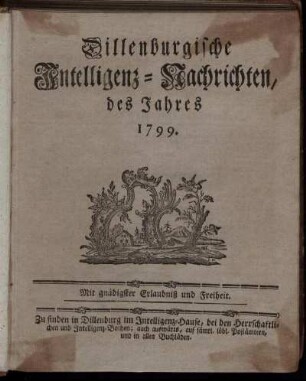 Dillenburgische
Intelligenz-Nachrichten,
des Jahres
1799.
Mit gnädigster Erlaubniß und Freiheit.
Zu finden in Dillenburg im Intelligenz-Hause, bei den Herrschaftli-
chen und Intelligenz-Boten; auch auswärts, auf sämtl. löbl. Postämtern,
und in allen Buchläden.